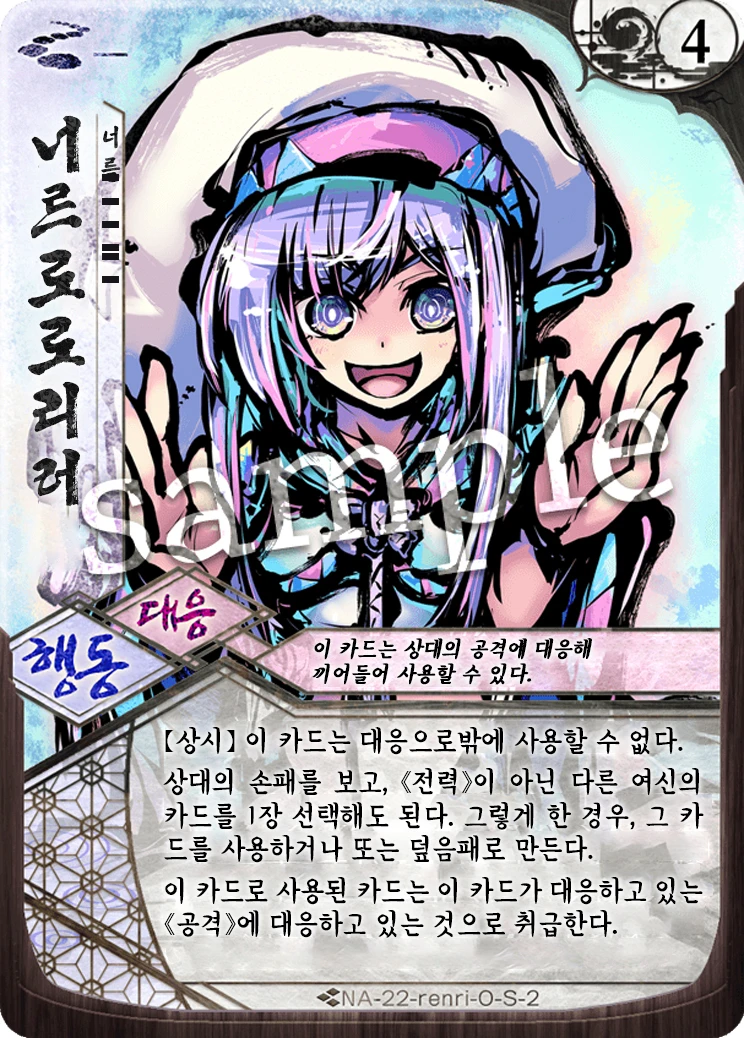 4
니르로로리러
너르ーーーー
sample
대응
행동
이 카드는 상대의 공격에 대응해
끼어들어 사용할 수 있다.
【상시】 이 카드는 대응으로밖에 사용할 수 없다.
상대의 손패를 보고, 《전력》이 아닌 다른 여신의
카드를 1장 선택해도 된다. 그렇게 한 경우, 그 카
드를 사용하거나 또는 덮음패로 만든다.
이 카드로 사용된 카드는 이 카드가 대응하고 있는
《공격》에 대응하고 있는 것으로 취급한다.
NA-22-renri-O-S-2